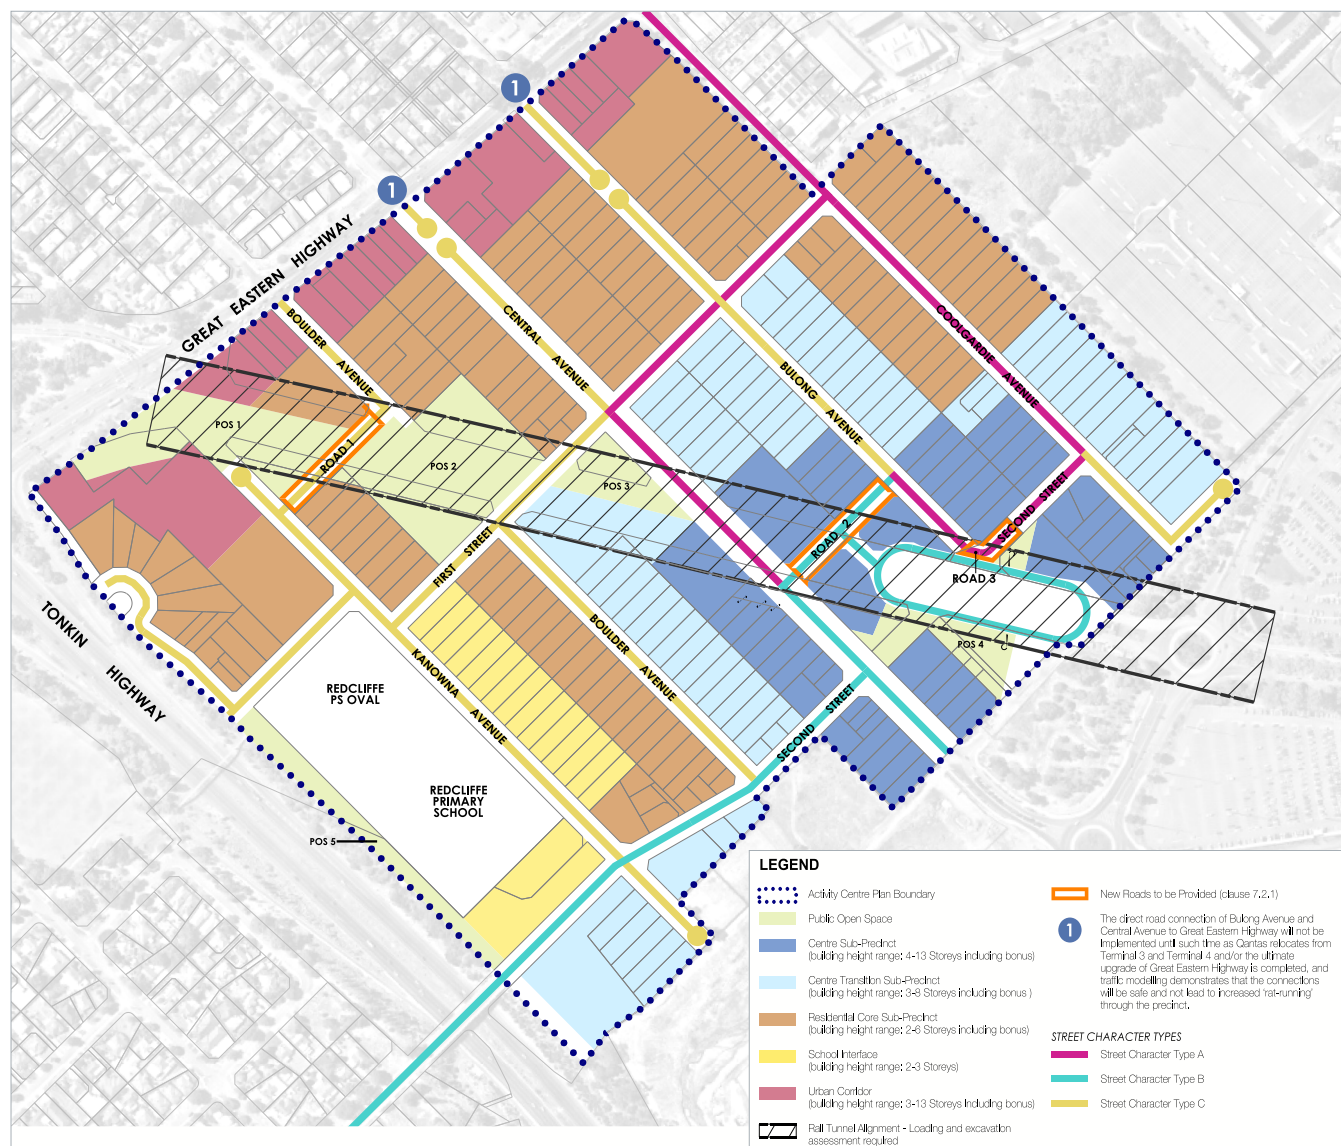 1
1
GREAT EASTERN HIGHWAY
BOULDER AVENUE
CENTRAL AVENUE
COOLGARDIE AVENUE
BULONG AVENUE
POS 1
ROAD 1
POS 2
POS 3
ROAD 2
SECOND STREET
ROAD 3
FIRST STREET
TONKIN HIGHWAY
BOULDER AVENUE
POS 4
KANOWNA AVENUE
REDCLIFFE
PS OVAL
SECOND STREET
REDCLIFFE
PRIMARY
SCHOOL
POS 5
LEGEND
Activity Centre Plan Boundary
Public Open Space
Centre Sub-Precinct
(building height range: 4-13 Storeys including bonus)
Centre Transition Sub-Precinct
(building height range: 3-8 Storeys including bonus )
Residential Core Sub-Precinct
(building height range: 2-6 Storeys including bonus)
School Interface
(building height range: 2-3 Storeys)
Urban Corridor
(building height range: 3-13 Storeys including bonus)
Rail Tunnel Alignment - Loading and excavation
assessment required
New Roads to be Provided (clause 7.2.1)
1
The direct road connection of Bulong Avenue and
Central Avenue to Great Eastern Highway will not be
implemented until such time as Qantas relocates from
Terminal 3 and Terminal 4 and/or the ultimate
upgrade of Great Eastern Highway is completed, and
traffic modelling demonstrates that the connections
will be safe and not lead to increased 'rat-running'
through the precinct.
STREET CHARACTER TYPES
Street Character Type A
Street Character Type B
Street Character Type C